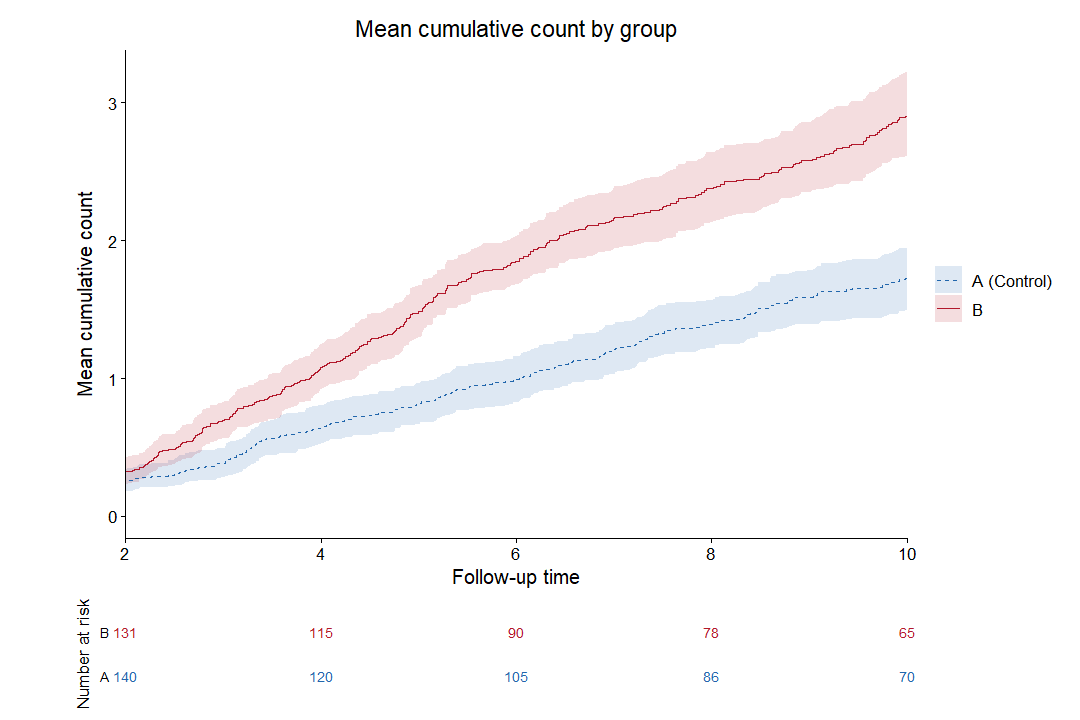 Mean cumulative count by group
Mean cumulative count
3
2
1
0
2 4 6 8 10
Follow-up time
A (Control)
B
Number at risk
B 131 115 90 78 65
A 140 120 105 86 70